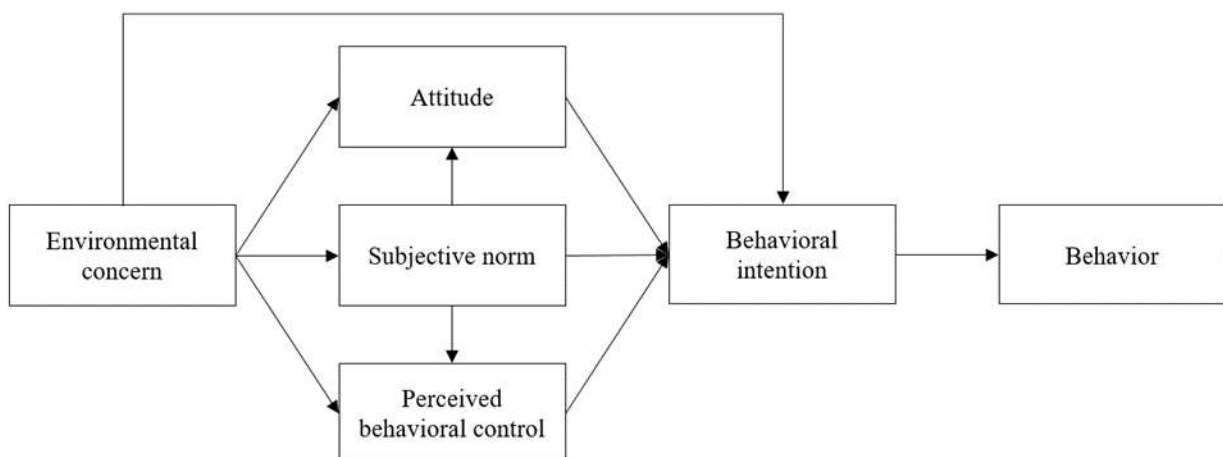 Attitude
Environmental
concern
Subjective norm
Behavioral
intention
Behavior
Perceived
behavioral control